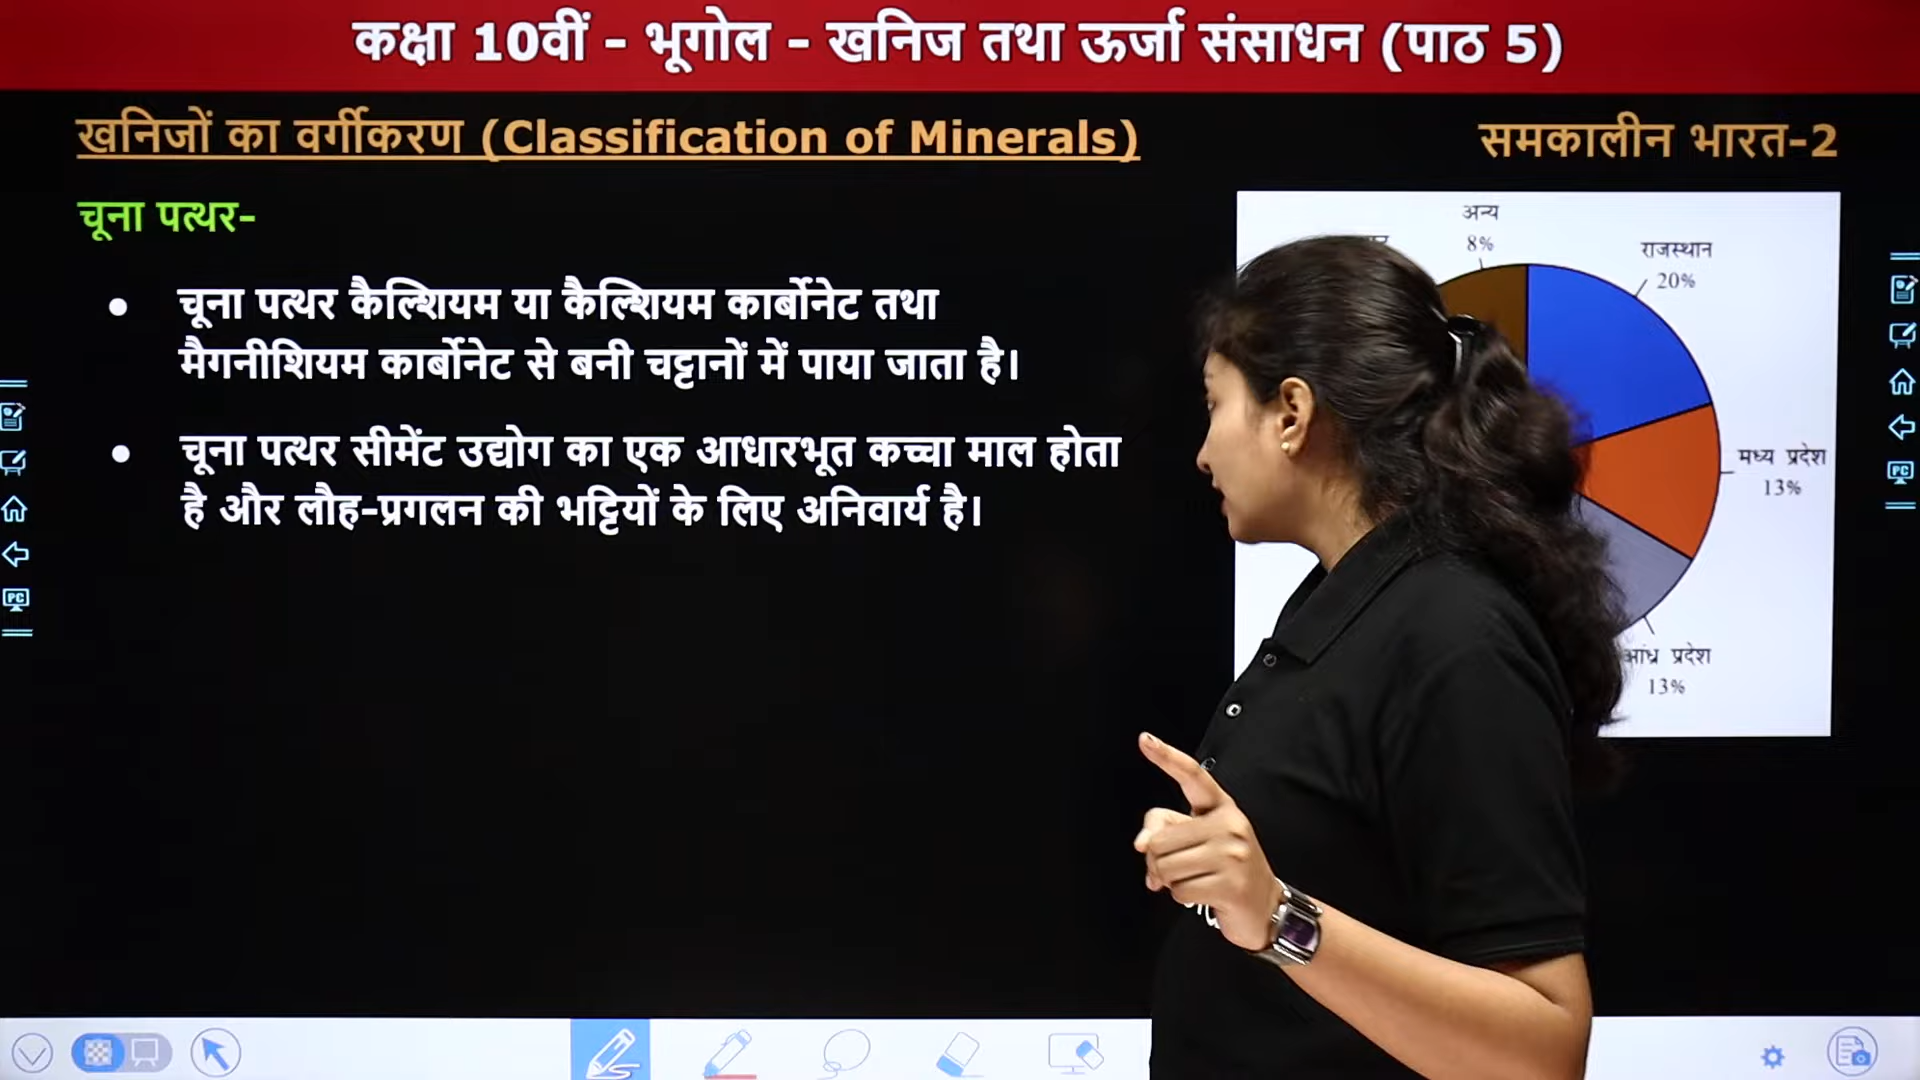 कक्षा 10वीं - भूगोल - खनिज तथा ऊर्जा संसाधन (पाठ 5)
खनिजों का वर्गीकरण (Classification of Minerals)
समकालीन भारत-2
चूना पत्थर-
• चूना पत्थर कैल्शियम या कैल्शियम कार्बोनेट तथा
मैगनीशियम कार्बोनेट से बनी चट्टानों में पाया जाता है।
• चूना पत्थर सीमेंट उद्योग का एक आधारभूत कच्चा माल होता
है और लौह-प्रगलन की भट्टियों के लिए अनिवार्य है।
अन्य
8%
राजस्थान
20%
मध्य प्रदेश
13%
आंध्र प्रदेश
13%
PC
PC